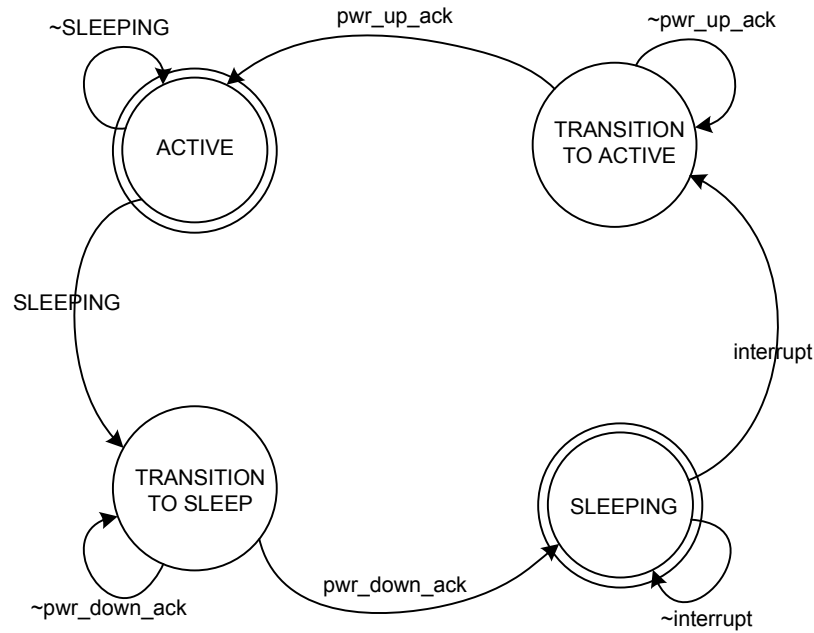 ~SLEEPING
pwr_up_ack
~pwr_up_ack
ACTIVE
TRANSITION
TO ACTIVE
SLEEPING
interrupt
TRANSITION
TO SLEEP
SLEEPING
~pwr_down_ack
pwr_down_ack
~interrupt